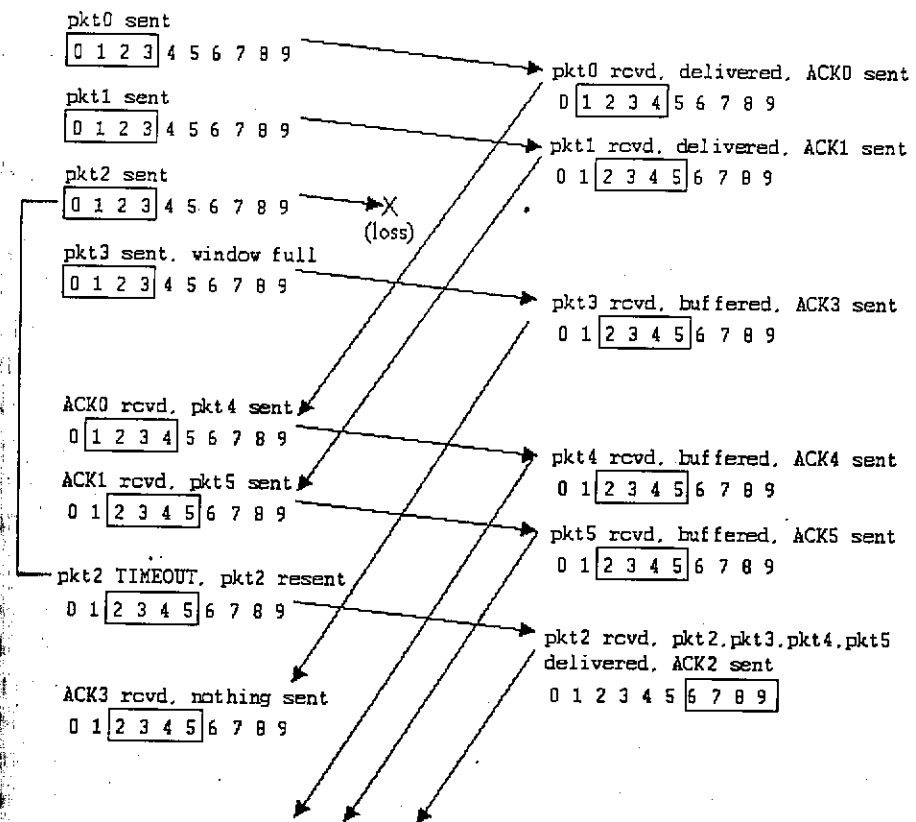 pkt0 sent
0 1 2 3 4 5 6 7 8 9
pkt1 sent
0 1 2 3 4 5 6 7 8 9
pkt2 sent
0 1 2 3 4 5 6 7 8 9
X
(loss)
pkt3 sent, window full
0 1 2 3 4 5 6 7 8 9
ACK0 rcvd, pkt4 sent
0 1 2 3 4 5 6 7 8 9
ACK1 rcvd, pkt5 sent
0 1 2 3 4 5 6 7 8 9
pkt2 TIMEOUT, pkt2 resent
0 1 2 3 4 5 6 7 8 9
ACK3 rcvd, nothing sent
0 1 2 3 4 5 6 7 8 9
pkt0 rcvd, delivered, ACK0 sent
0 1 2 3 4 5 6 7 8 9
pkt1 rcvd, delivered, ACK1 sent
0 1 2 3 4 5 6 7 8 9
pkt3 rcvd, buffered, ACK3 sent
0 1 2 3 4 5 6 7 8 9
pkt4 rcvd, buffered, ACK4 sent
0 1 2 3 4 5 6 7 8 9
pkt5 rcvd, buffered, ACK5 sent
0 1 2 3 4 5 6 7 8 9
pkt2 rcvd, pkt2,pkt3,pkt4,pkt5
delivered, ACK2 sent
0 1 2 3 4 5 6 7 8 9